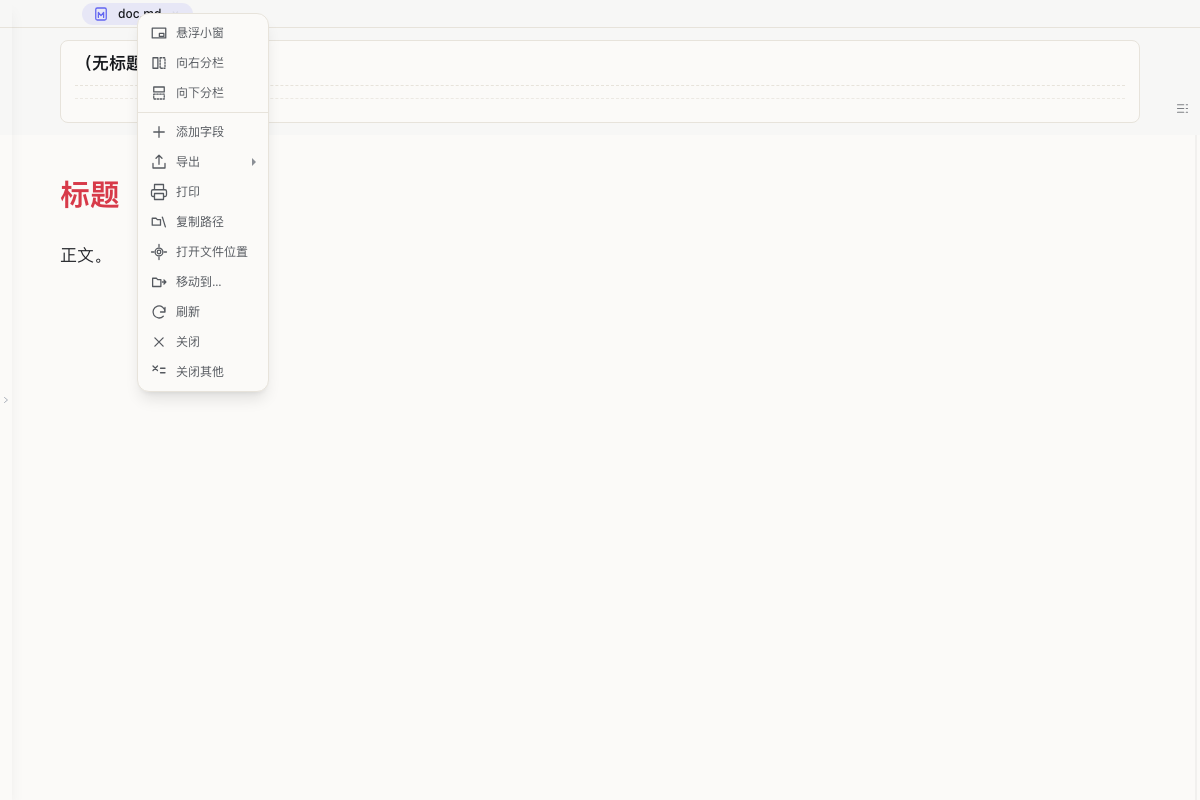 doc.md
悬浮小窗
(无标题
向右分栏
向下分栏
添加字段
导出
打印
标题
复制路径
正文。
打开文件位置
移动到...
刷新
关闭
关闭其他